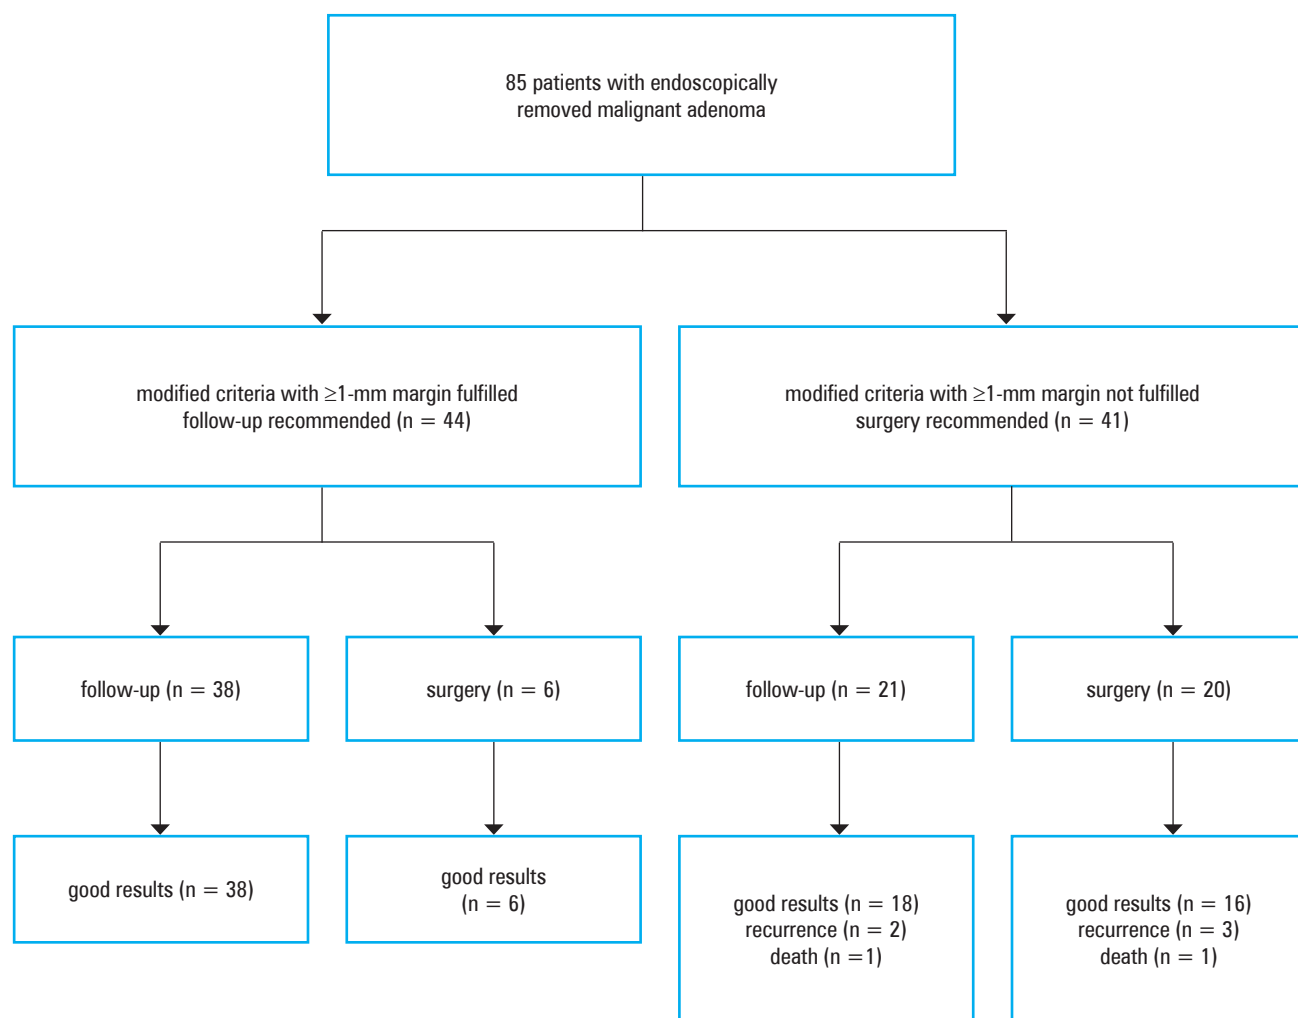 85 patients with endoscopically
removed malignant adenoma
modified criteria with ≥1-mm margin fulfilled
follow-up recommended (n = 44)
modified criteria with ≥1-mm margin not fulfilled
surgery recommended (n = 41)
follow-up (n = 38)
surgery (n = 6)
follow-up (n = 21)
surgery (n = 20)
good results (n = 38)
good results
(n = 6)
good results (n = 18)
recurrence (n = 2)
death (n =1)
good results (n = 16)
recurrence (n = 3)
death (n = 1)